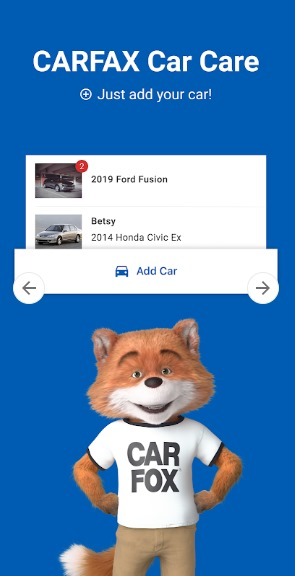 CARFAX Car Care
Just add your car!
2
2019 Ford Fusion
Betsy
2014 Honda Civic Ex
Add Car
CAR
FOX